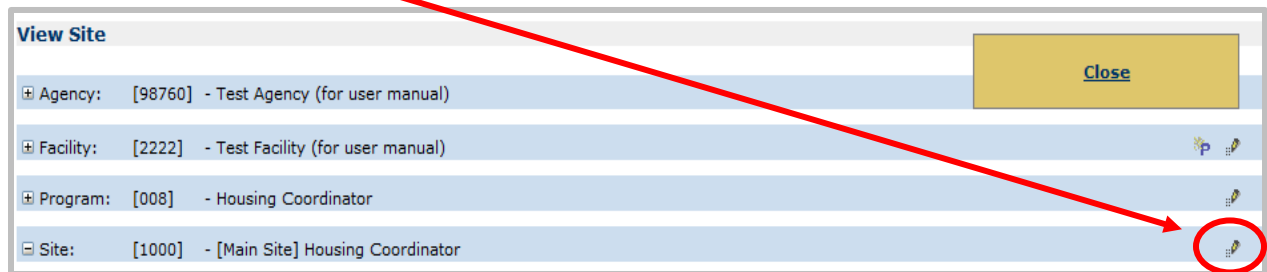 View Site
Close
Agency: [98760] - Test Agency (for user manual)
Facility: [2222] - Test Facility (for user manual)
P
Program: [008] - Housing Coordinator
Site: [1000] - [Main Site] Housing Coordinator